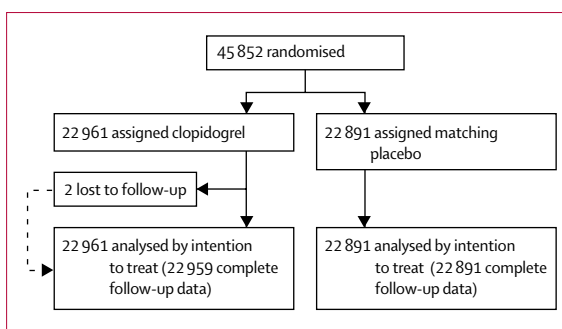 45 852 randomised
22 961 assigned clopidogrel
22 891 assigned matching
placebo
2 lost to follow-up
22 961 analysed by intention
to treat (22 959 complete
follow-up data)
22 891 analysed by intention
to treat (22 891 complete
follow-up data)